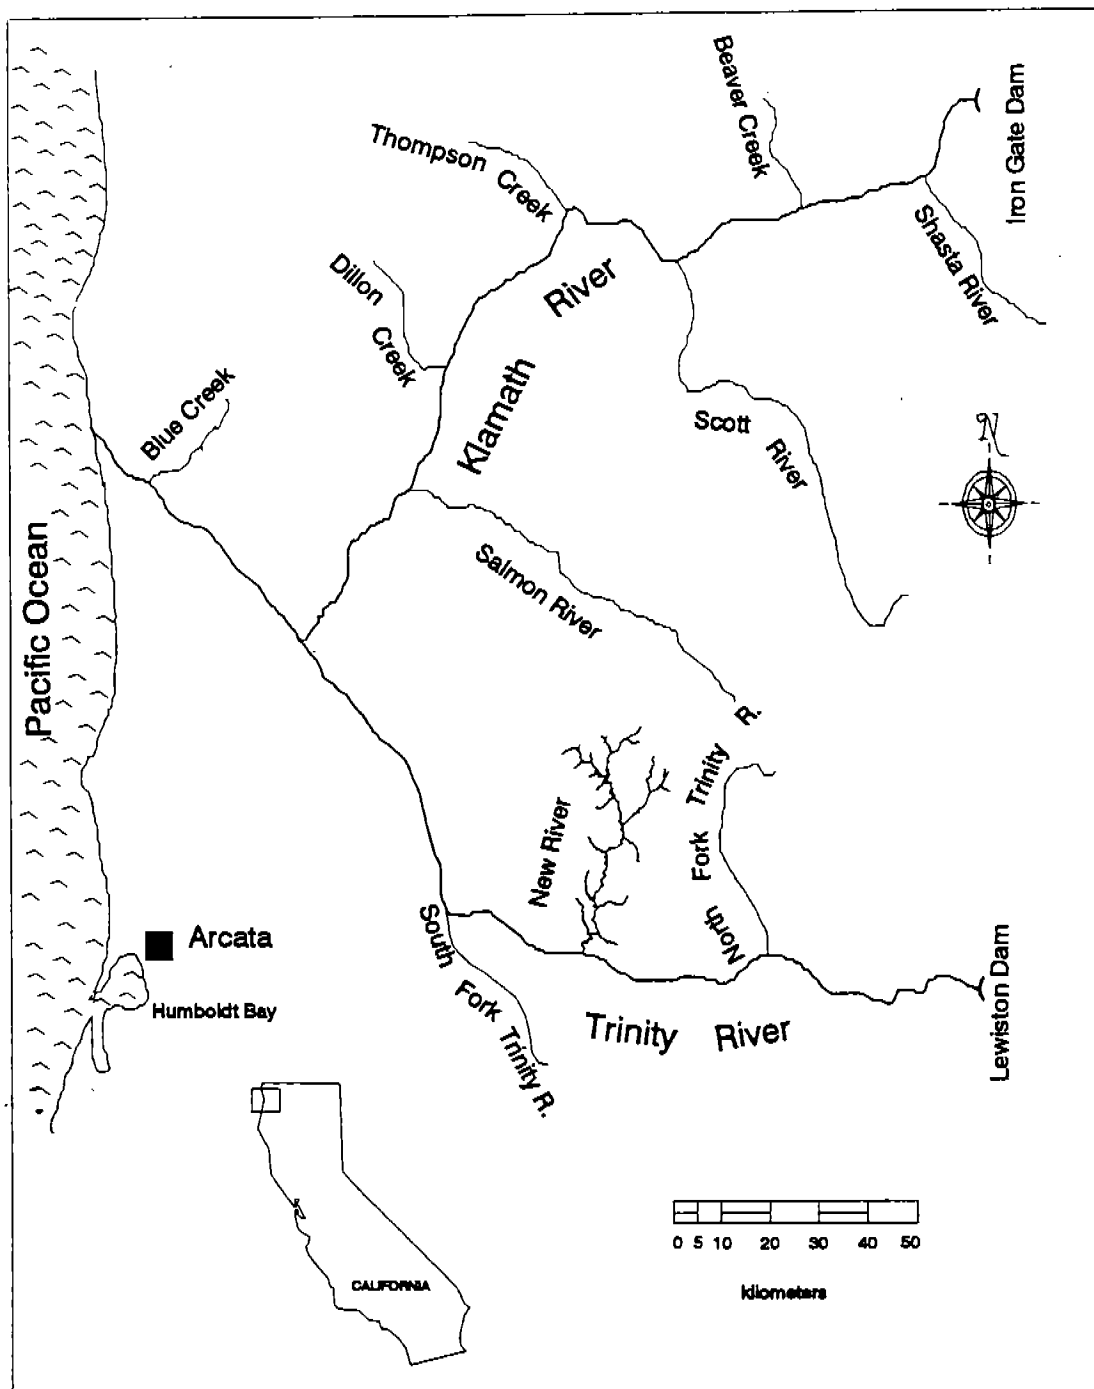 Beaver Creek
Iron Gate Dam
Thompson Creek
Shasta River
Dillon Creek
Klamath River
Blue Creek
Scott River
N
Salmon River
Pacific Ocean
North Fork Trinity R.
New River
South Fork Trinity R.
Arcata
Humboldt Bay
Trinity River
Lewiston Dam
CALIFORNIA
0 5 10 20 30 40 50
kilometers